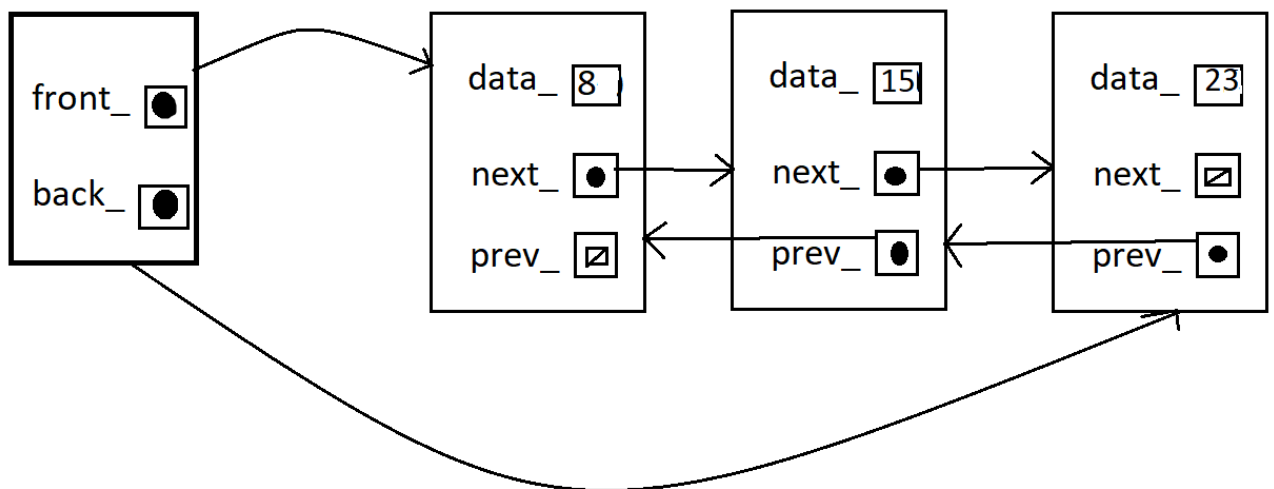 front_
back_
data_ 8
next_
prev_
data_ 15
next_
prev_
data_ 23
next_
prev_